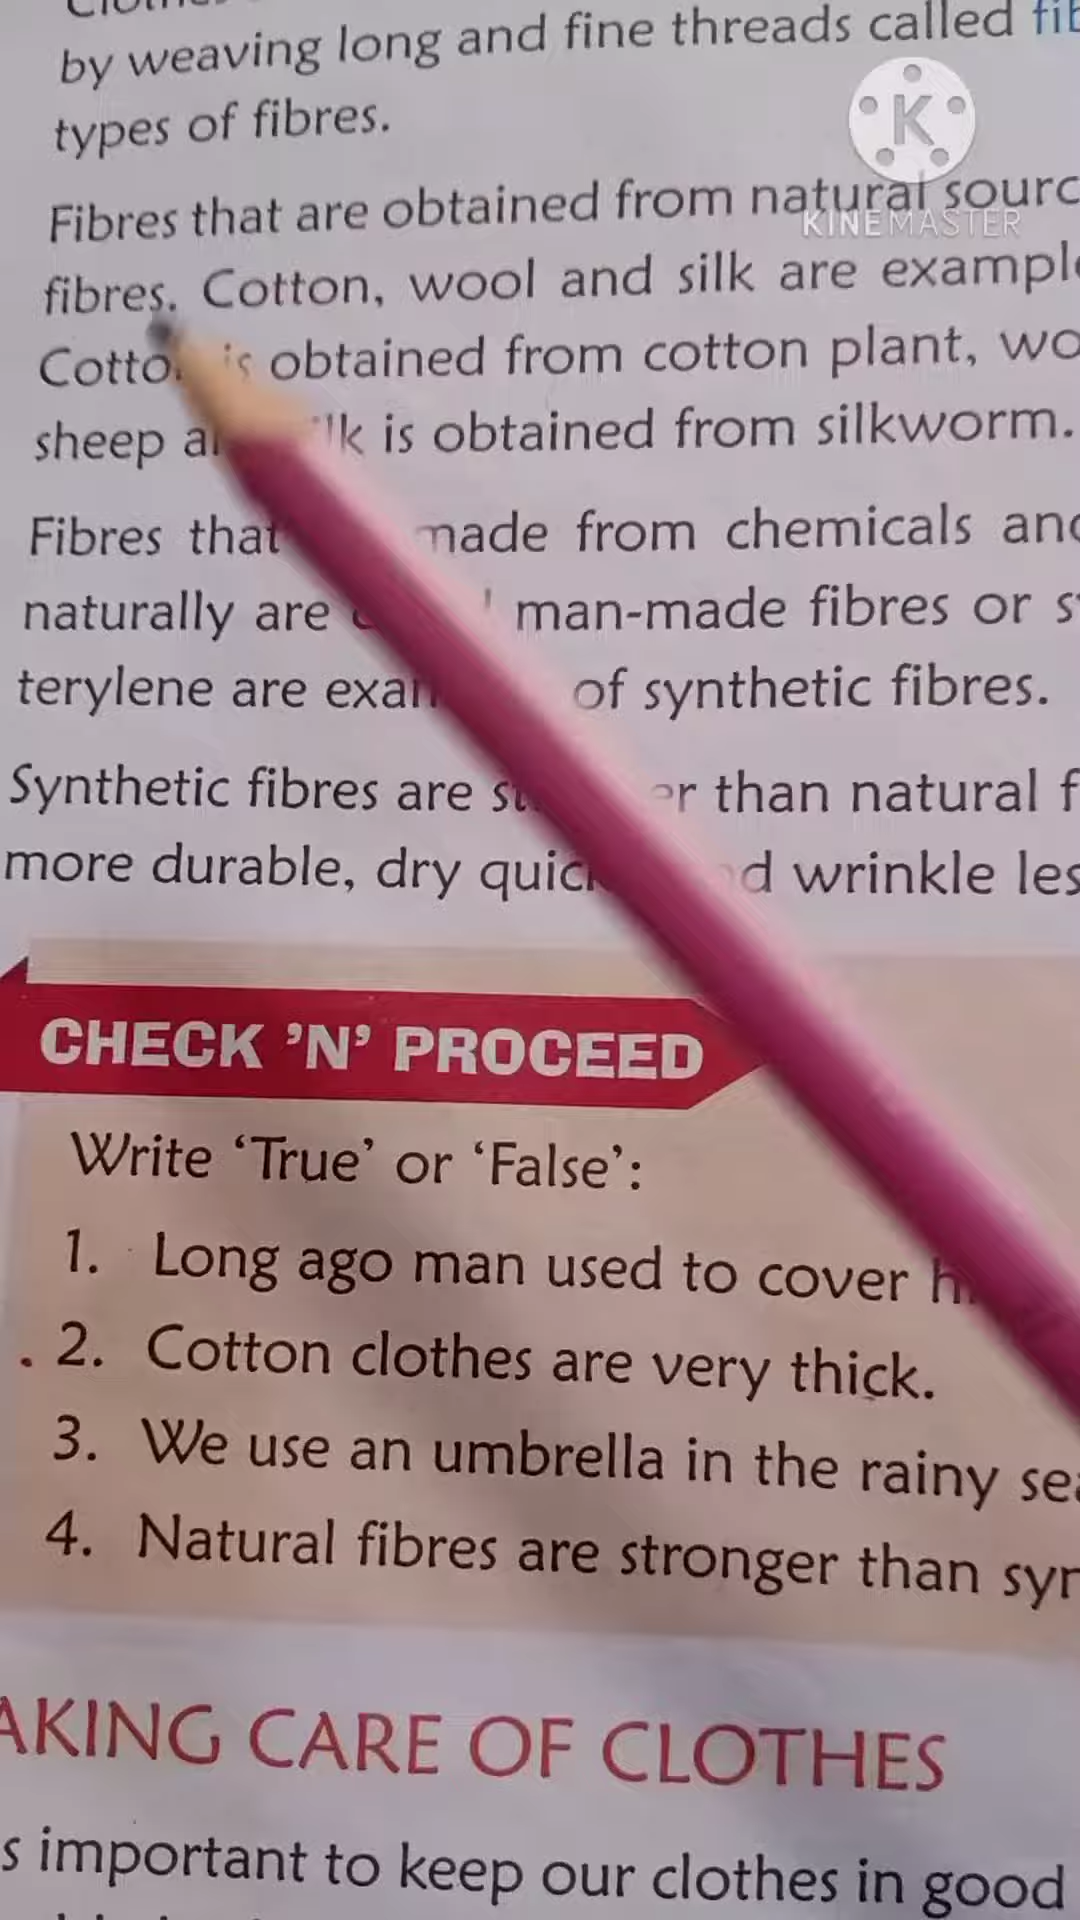 by weaving long and fine threads called
types of fibres.
K
KINEMASTER
Fibres that are obtained from natural
fibres. Cotton, wool and silk are
is obtained from cotton plant,
sheep is obtained from silkworm.
Fibres that made from chemicals
naturally are man-made fibres or
terylene are of synthetic fibres.
Synthetic fibres are than natural
more durable, dry wrinkle
CHECK 'N' PROCEED
Write 'True' or 'False':
1. Long ago man used to cover
2. Cotton clothes are very thick.
3. We use an umbrella in the rainy
4. Natural fibres are stronger than
CARE OF CLOTHES
important to keep our clothes in good